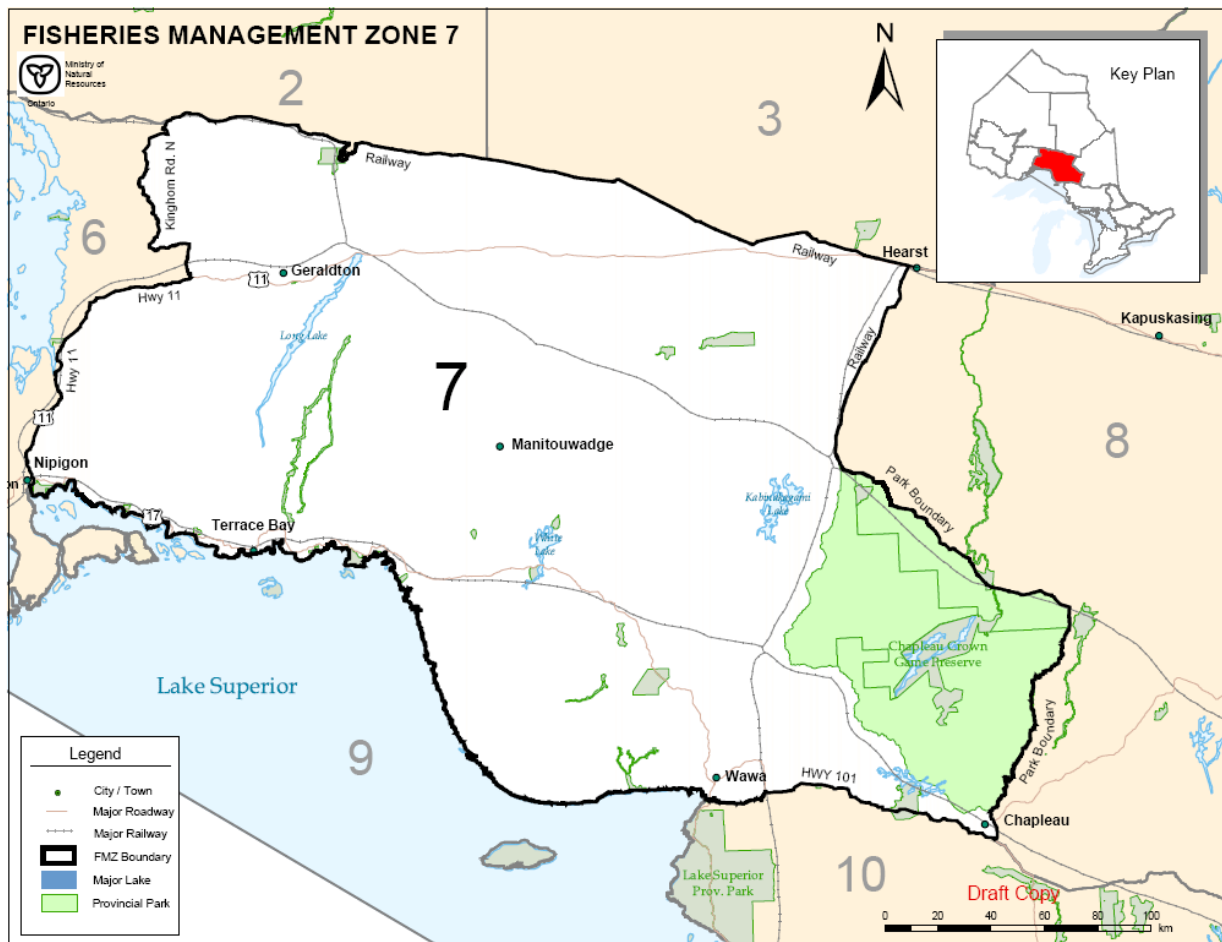 FISHERIES MANAGEMENT ZONE 7
Ministry of
Natural
Resources
Ontario
2
3
N
Key Plan
Kinghorn Rd. N
Railway
6
Railway
Hearst
Geraldton
11
Hwy 11
Kapuskasing
Long Lake
Railway
Hwy 11
7
11
8
Manitouwadge
Nipigon
on
Park Boundary
Kabinakagami
Lake
17
Terrace Bay
White
Lake
Chapleau Crown
Game Preserve
Lake Superior
Park Boundary
9
Wawa
HWY 101
Chapleau
Legend
City / Town
Major Roadway
Major Railway
FMZ Boundary
Major Lake
Provincial Park
Lake Superior
Prov. Park
10
Draft Copy
0 10 20 40 60 80 100
km